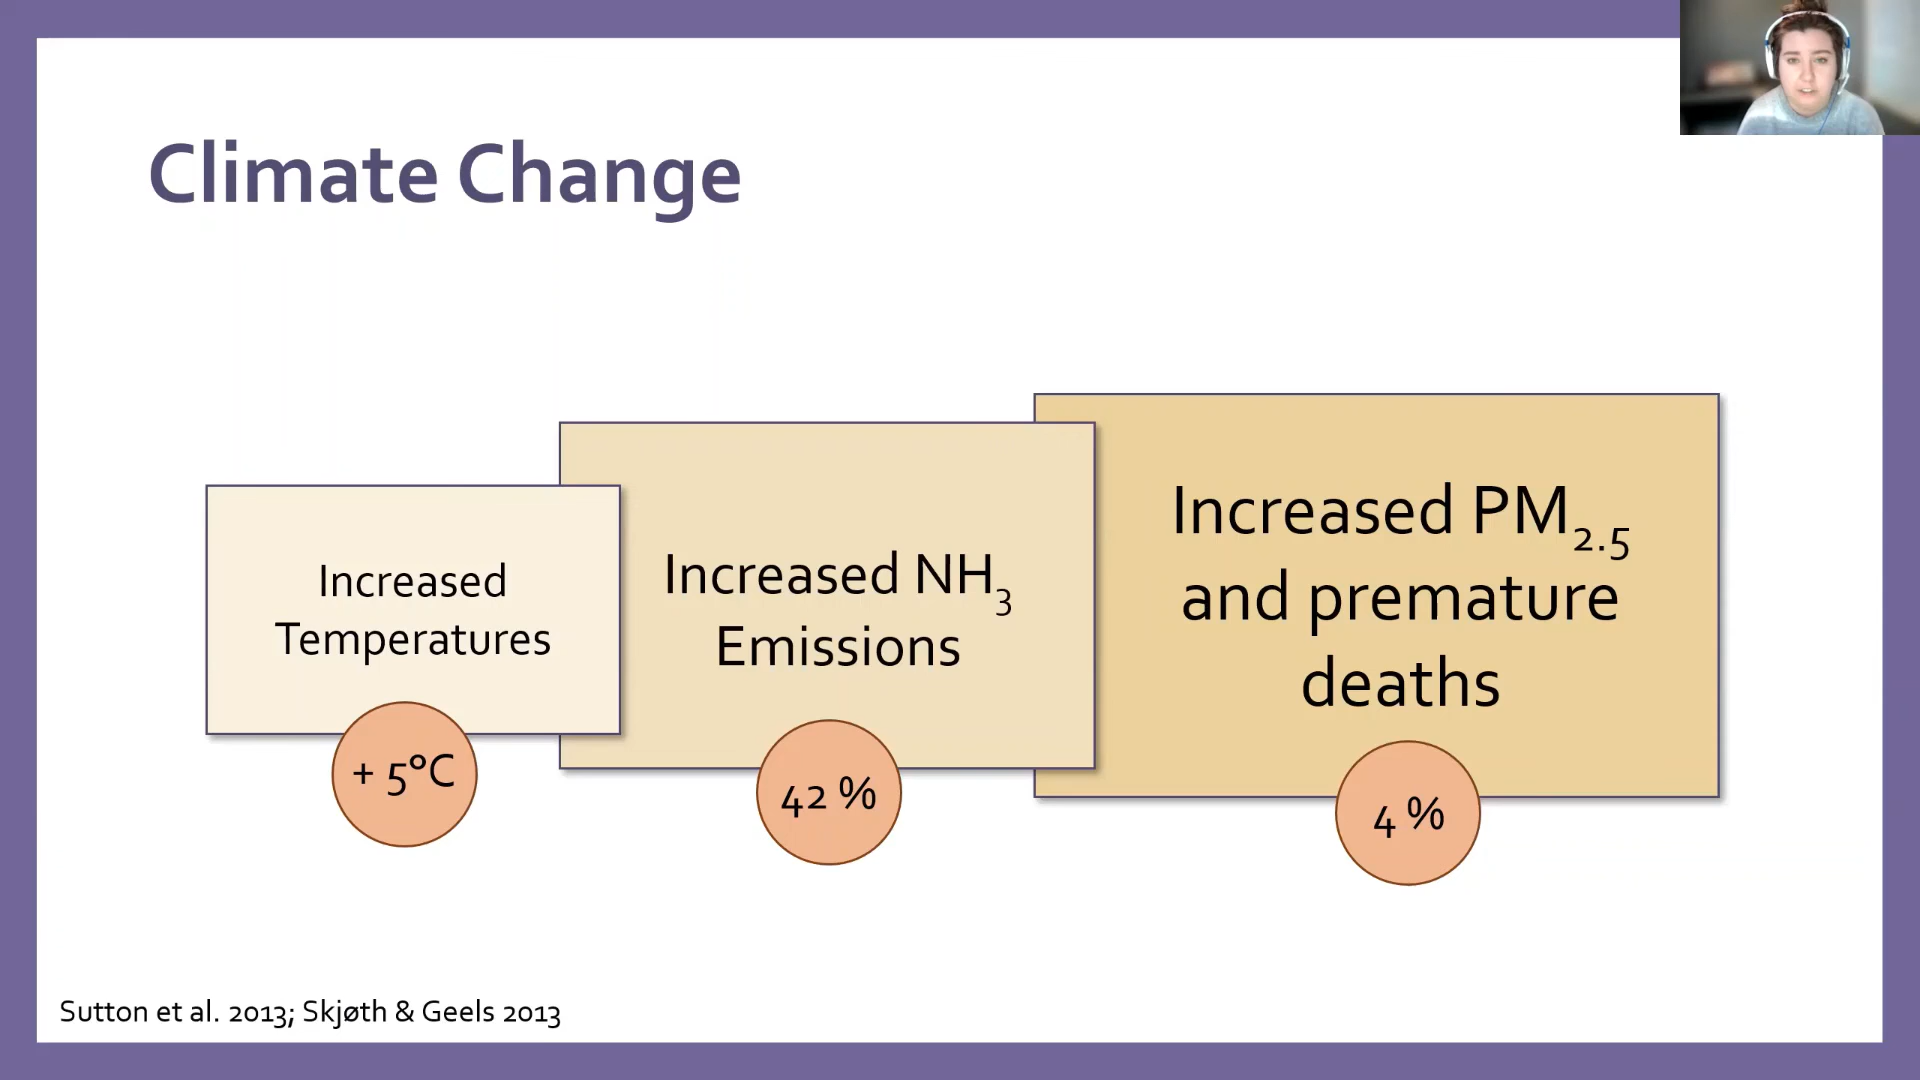 Climate Change
Increased
Temperatures
+ 5°C
Increased NH₃
Emissions
42 %
Increased PM₂.₅
and premature
deaths
4 %
Sutton et al. 2013; Skjøth & Geels 2013